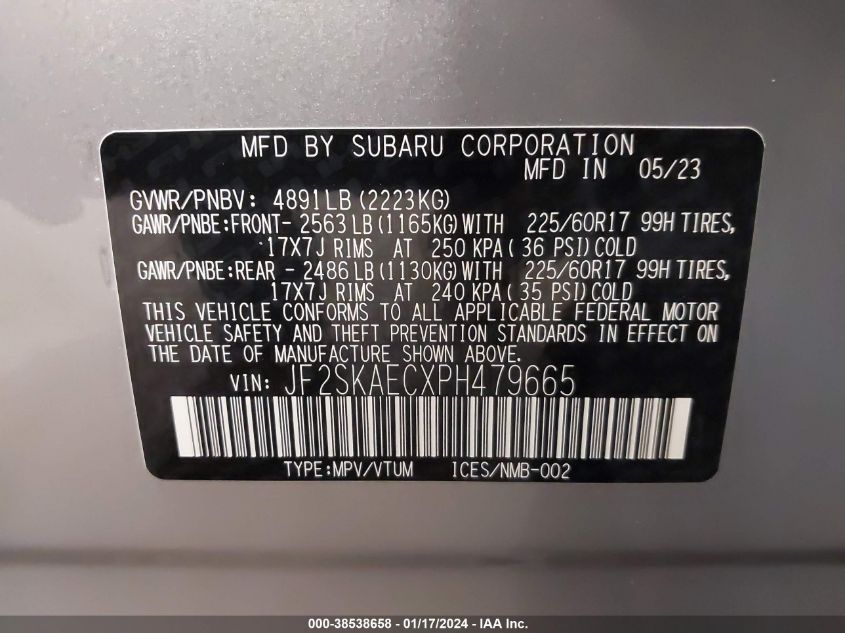 MFD BY SUBARU CORPORATION
MFD IN 05/23
GVWR/PNBV: 4891LB(2223KG)
GAWR/PNBE:FRONT- 2563LB(1165KG)WITH 225/60R17 99H TIRES,
17X7J RIMS AT 250 KPA( 36 PSI)COLD
GAWR/PNBE:REAR - 2486LB(1130KG)WITH 225/60R17 99H TIRES,
17X7J RIMS AT 240 KPA( 35 PSI)COLD
THIS VEHICLE CONFORMS TO ALL APPLICABLE FEDERAL MOTOR
VEHICLE SAFETY AND THEFT PREVENTION STANDARDS IN EFFECT ON
THE DATE OF MANUFACTURE SHOWN ABOVE.
VIN: JF2SKAECXPH479665
TYPE:MPV/VTUM ICES/NMB-002
000-38538658 - 01/17/2024 - IAA Inc.